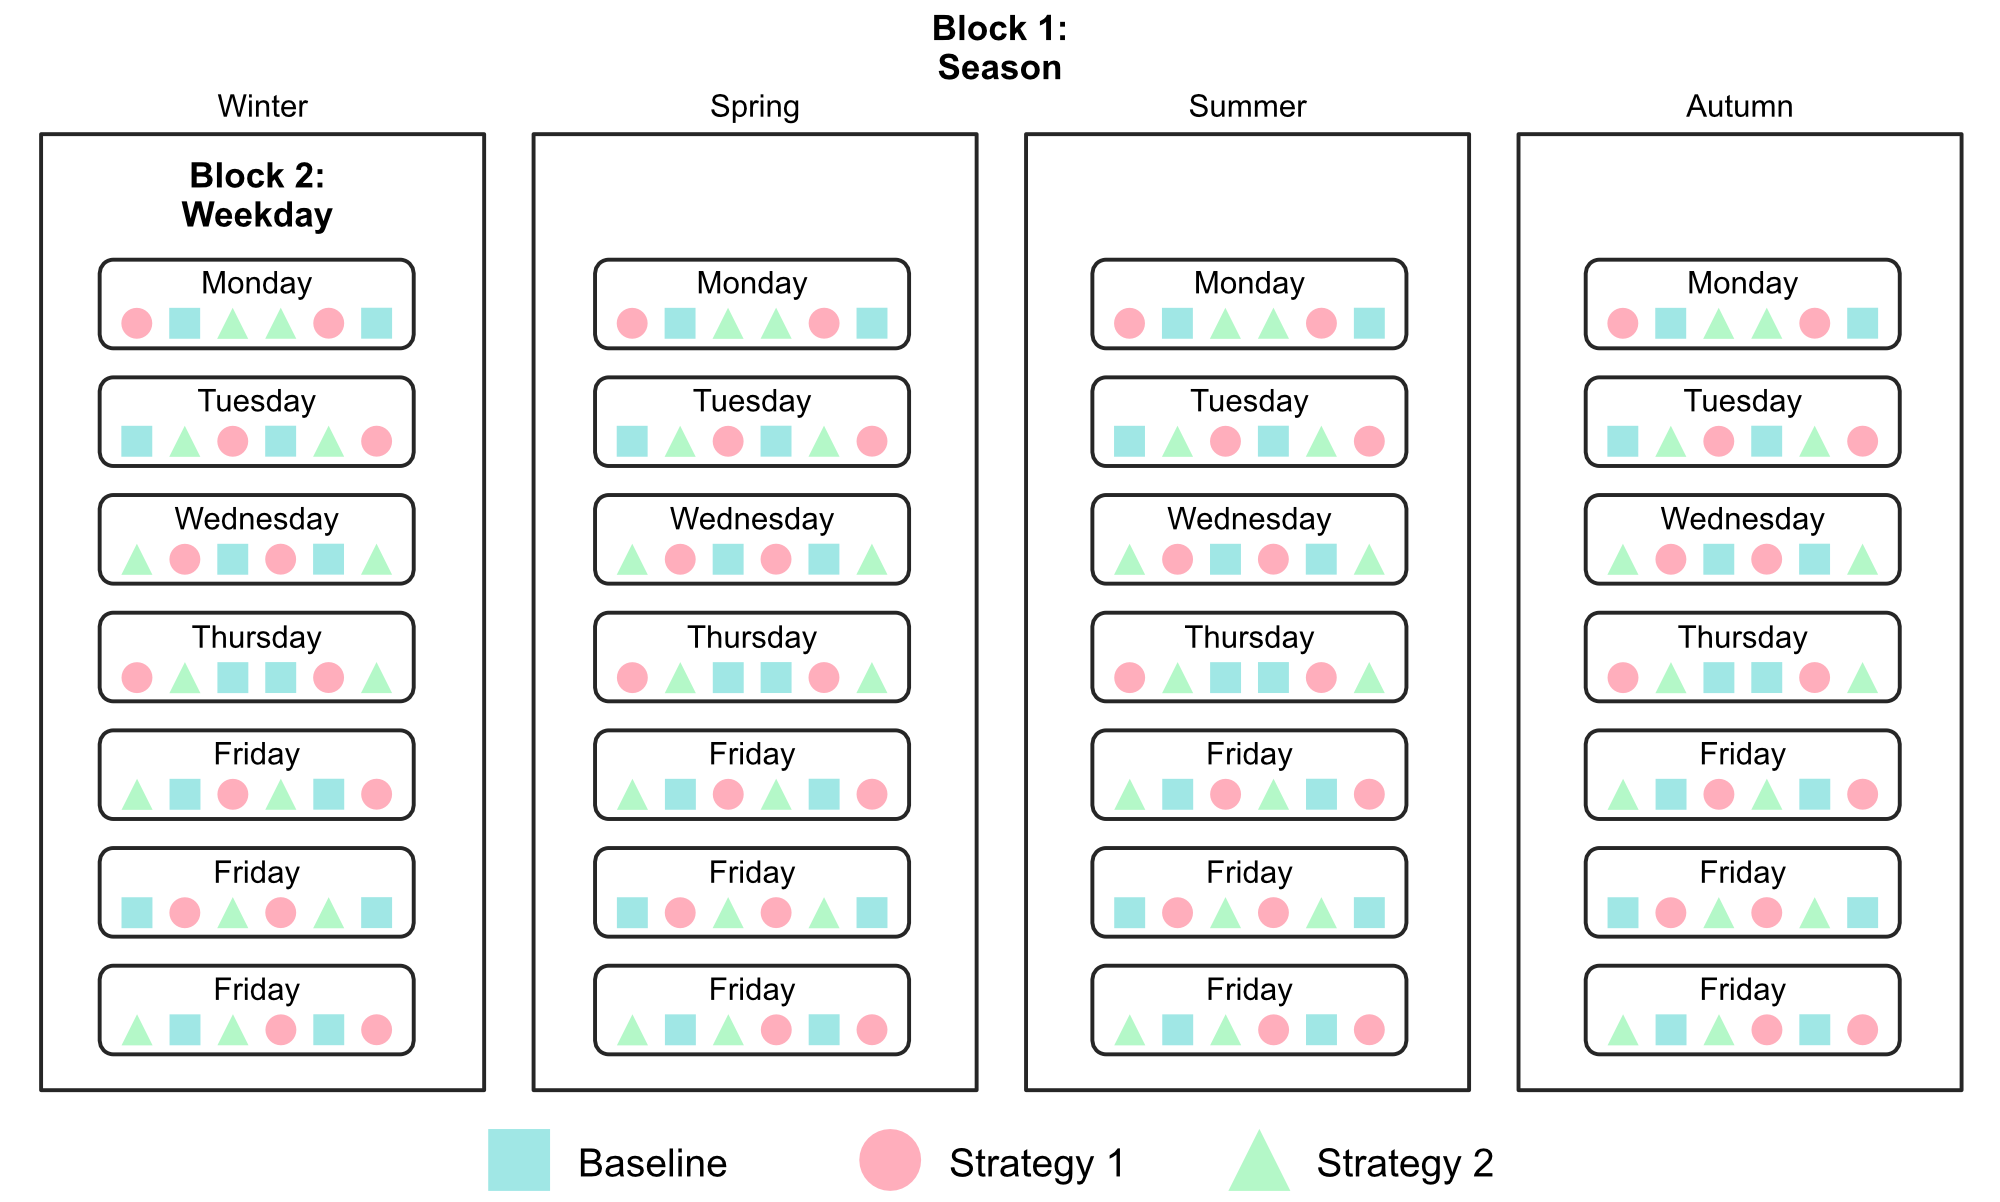 Block 1:
Season
Winter
Spring
Summer
Autumn
Block 2:
Weekday
Monday
Monday
Monday
Monday
Tuesday
Tuesday
Tuesday
Tuesday
Wednesday
Wednesday
Wednesday
Wednesday
Thursday
Thursday
Thursday
Thursday
Friday
Friday
Friday
Friday
Friday
Friday
Friday
Friday
Friday
Friday
Friday
Friday
Baseline
Strategy 1
Strategy 2